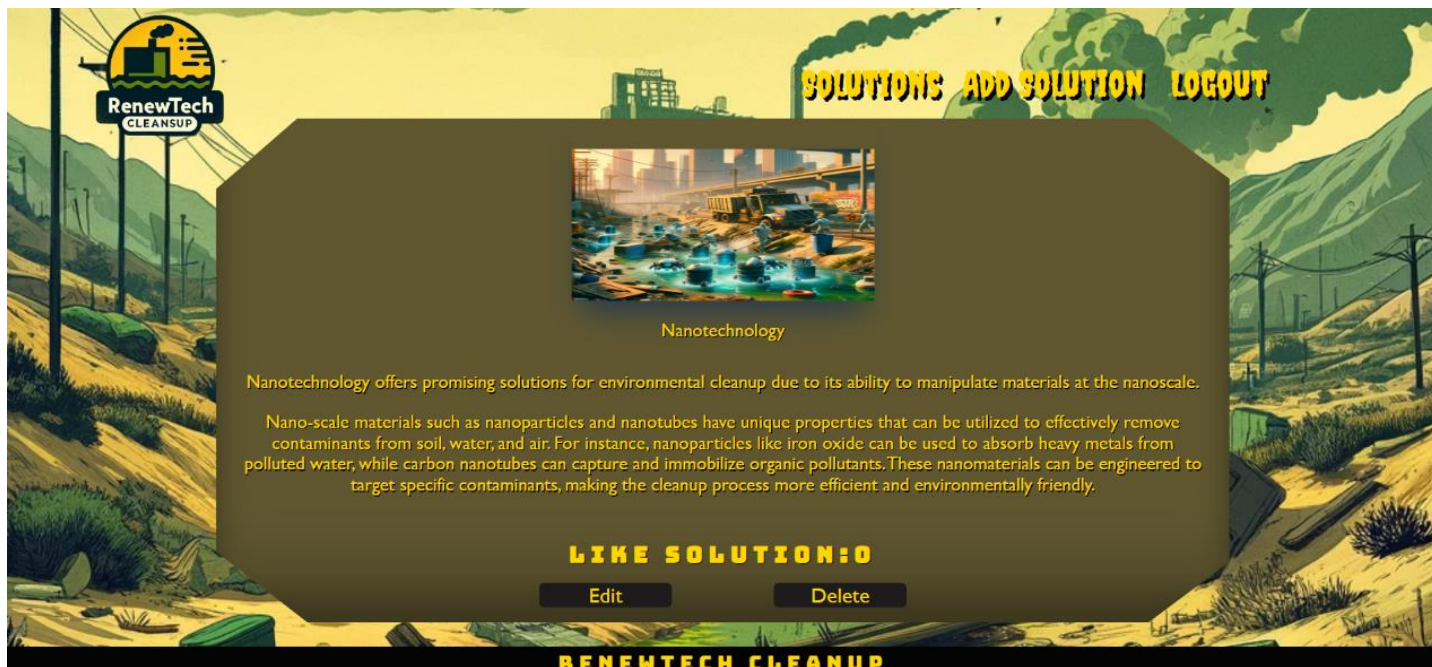 RenewTech
CLEANSUP
SOLUTIONS ADD SOLUTION LOGOUT
Nanotechnology
Nanotechnology offers promising solutions for environmental cleanup due to its ability to manipulate materials at the nanoscale.
Nano-scale materials such as nanoparticles and nanotubes have unique properties that can be utilized to effectively remove
contaminants from soil, water, and air. For instance, nanoparticles like iron oxide can be used to absorb heavy metals from
polluted water, while carbon nanotubes can capture and immobilize organic pollutants. These nanomaterials can be engineered to
target specific contaminants, making the cleanup process more efficient and environmentally friendly.
LIKE SOLUTION:0
Edit Delete
RENEWTECH CLEANUP